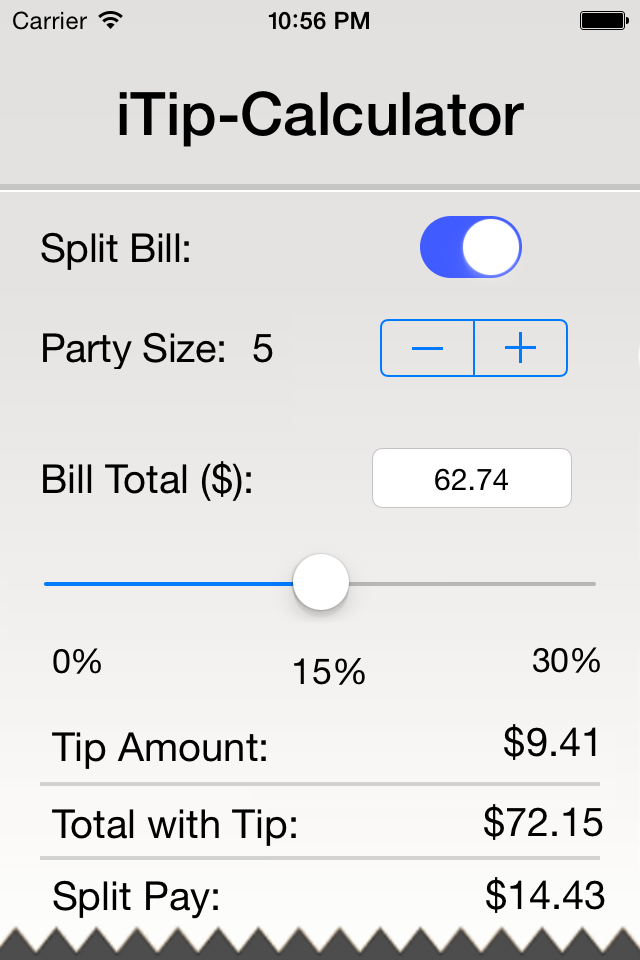 Carrier 10:56 PM
iTip-Calculator
Split Bill:
Party Size: 5
Bill Total ($): 62.74
0% 15% 30%
Tip Amount: $9.41
Total with Tip: $72.15
Split Pay: $14.43